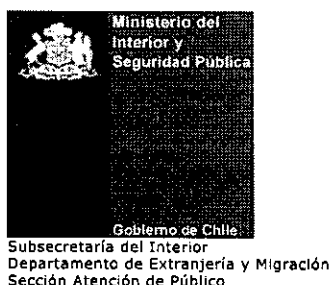 Ministerio del
Interior y
Seguridad Pública
Gobierno de Chile
Subsecretaría del Interior
Departamento de Extranjería y Migración
Sección Atención de Público